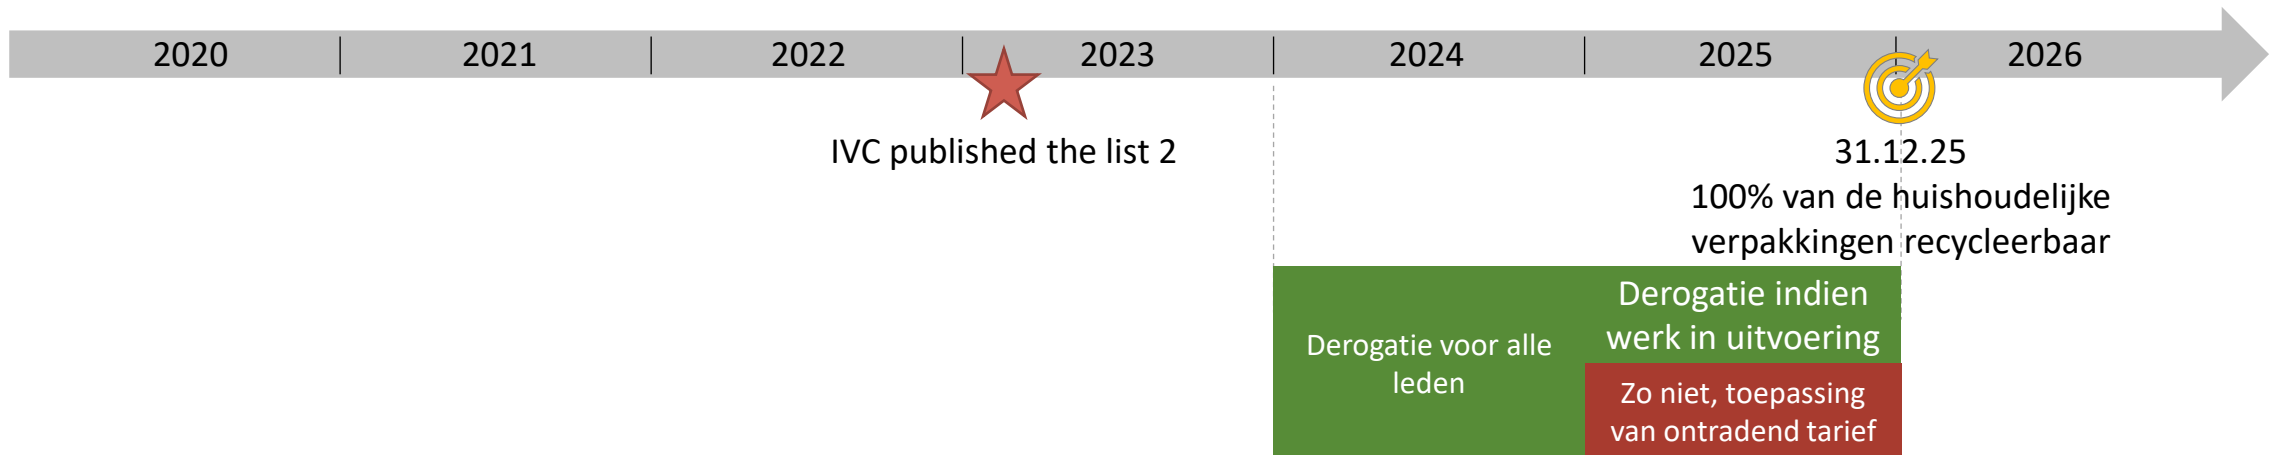 2020 2021 2022 2023 2024 2025 2026
IVC published the list 2
31.12.25
100% van de huishoudelijke
verpakkingen recycleerbaar
Derogatie voor alle
leden
Derogatie indien
werk in uitvoering
Zo niet, toepassing
van ontradend tarief